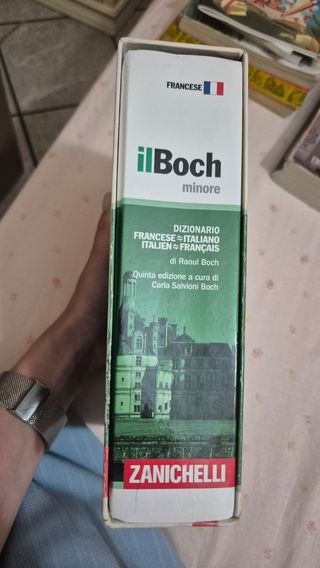 FRANCESE
ilBoch
minore
DIZIONARIO
FRANCESE ≈ ITALIANO
ITALIEN ≈ FRANÇAIS
di Raoul Boch
Quinta edizione a cura di
Carla Salvioni Boch
ZANICHELLI